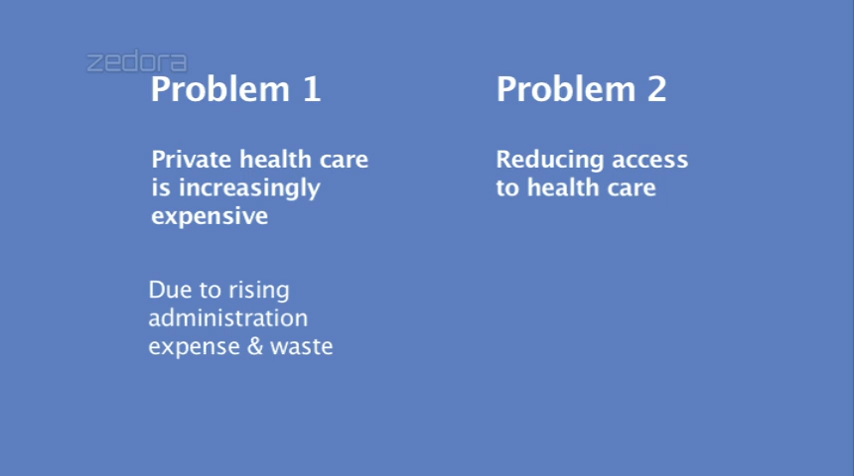 zedora
Problem 1
Private health care
is increasingly
expensive
Due to rising
administration
expense & waste
Problem 2
Reducing access
to health care